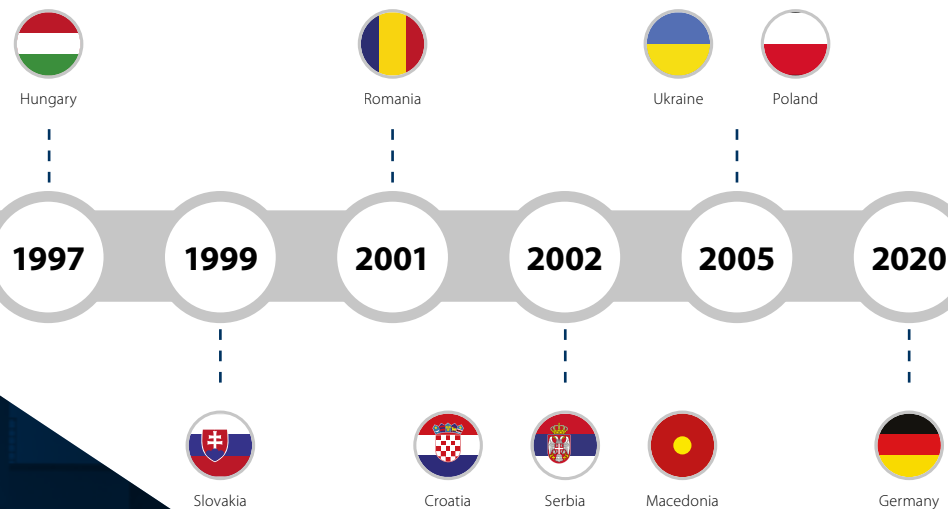 Hungary
Romania
Ukraine
Poland
1997
1999
2001
2002
2005
2020
Slovakia
Croatia
Serbia
Macedonia
Germany